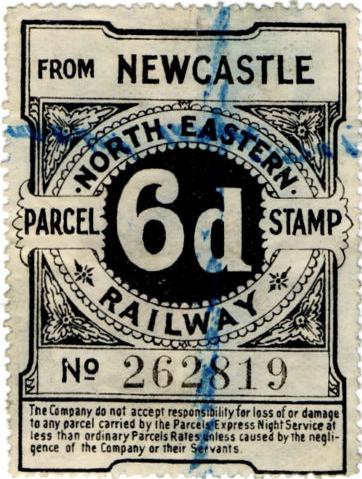 FROM NEWCASTLE
NORTH EASTERN
PARCEL 6d STAMP
RAILWAY
No 262819
The Company do not accept responsibility for loss of or damage
to any parcel carried by the Parcels Express Night Service at
less than ordinary Parcels Rates unless caused by the negli-
gence of the Company or their Servants.